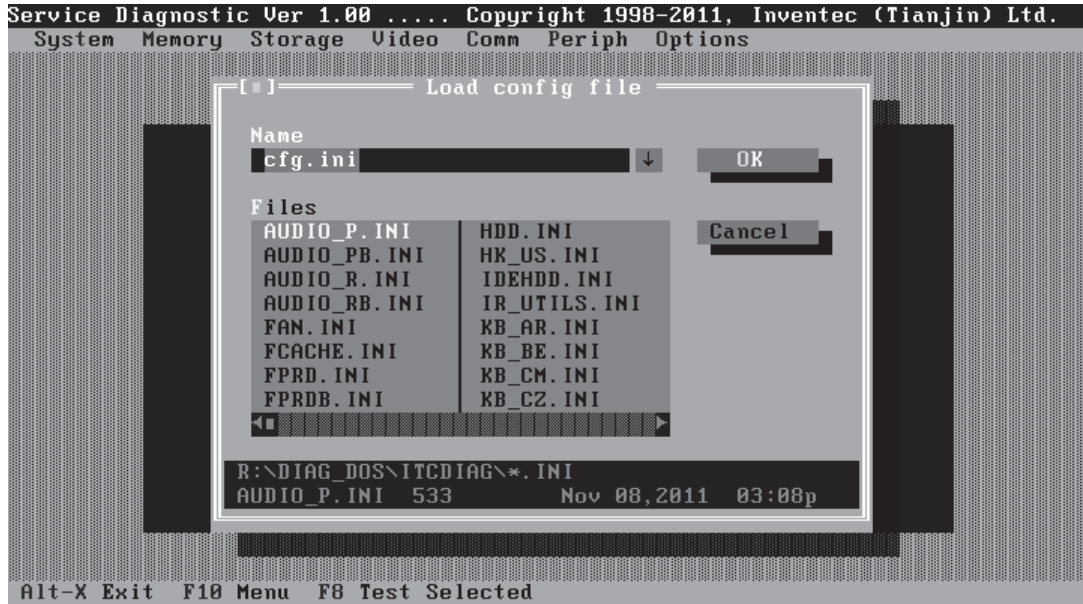 Service Diagnostic Ver 1.00 ..... Copyright 1998-2011, Inventec (Tianjin) Ltd.
System Memory Storage Video Comm Periph Options
Load config file
Name
cfg.ini
OK
Files
Cancel
AUDIO_P.INI HDD.INI
AUDIO_PB.INI HK_US.INI
AUDIO_R.INI IDEHDD.INI
AUDIO_RB.INI IR_UTILS.INI
FAN.INI KB_AR.INI
FCACHE.INI KB_BE.INI
FPRD.INI KB_CM.INI
FPRDB.INI KB_CZ.INI
R:\DIAG_DOS\ITCDIAG\*.INI
AUDIO_P.INI 533 Nov 08,2011 03:08p
Alt-X Exit F10 Menu F8 Test Selected